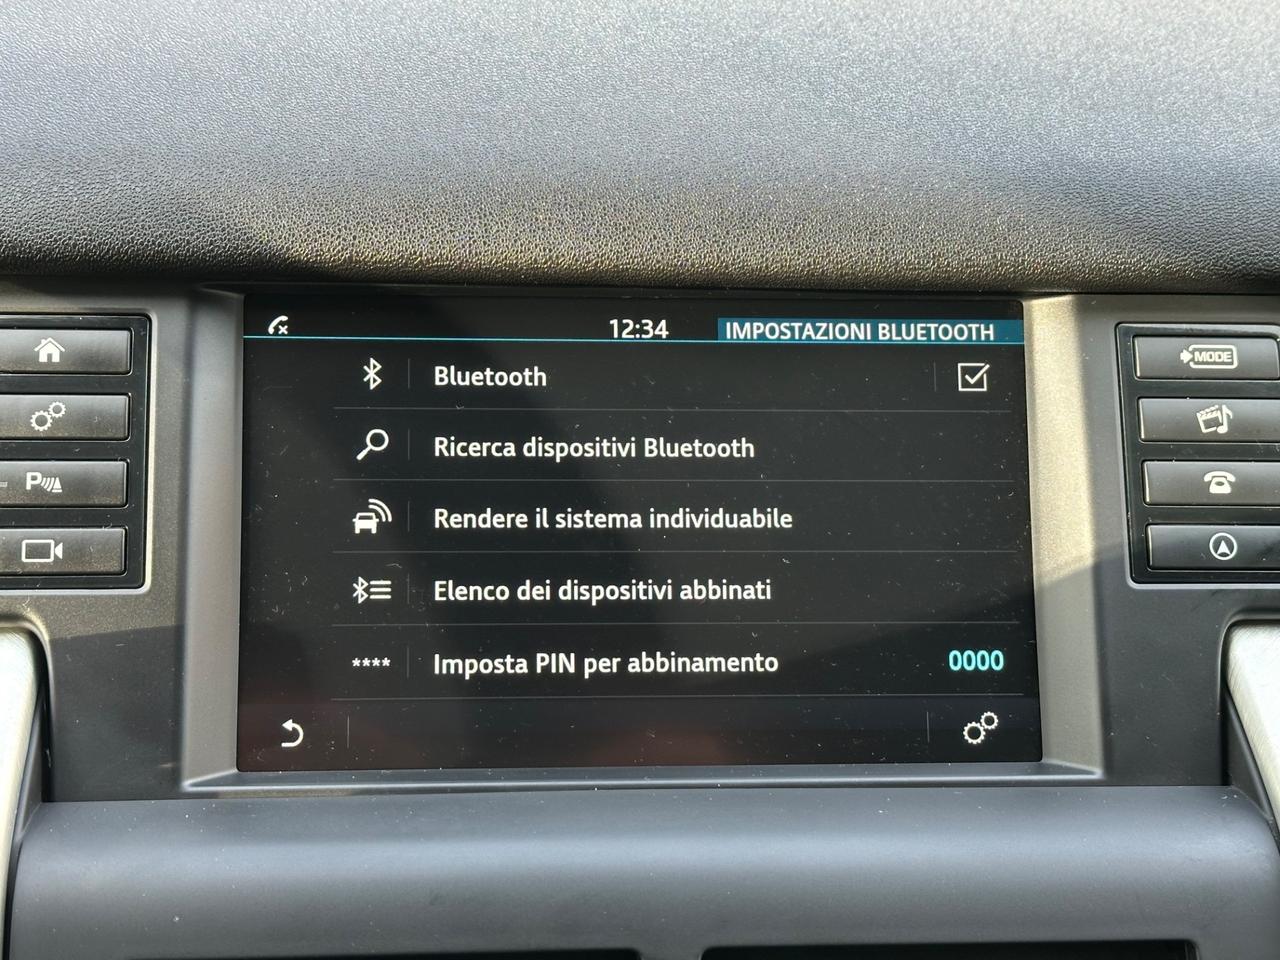 12:34
IMPOSTAZIONI BLUETOOTH
Bluetooth
Ricerca dispositivi Bluetooth
Rendere il sistema individuabile
Elenco dei dispositivi abbinati
**** Imposta PIN per abbinamento 0000
P
MODE